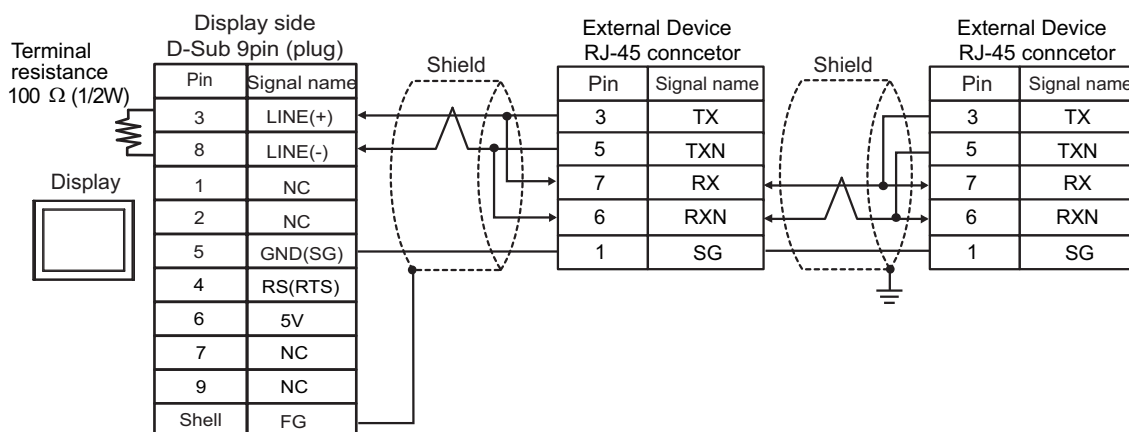 Display side
D-Sub 9pin (plug)
Terminal
resistance
100 Ω (1/2W)
Display
Pin Signal name
3 LINE(+)
8 LINE(-)
1 NC
2 NC
5 GND(SG)
4 RS(RTS)
6 5V
7 NC
9 NC
Shell FG
Shield
External Device
RJ-45 conncetor
Pin Signal name
3 TX
5 TXN
7 RX
6 RXN
1 SG
Shield
External Device
RJ-45 conncetor
Pin Signal name
3 TX
5 TXN
7 RX
6 RXN
1 SG